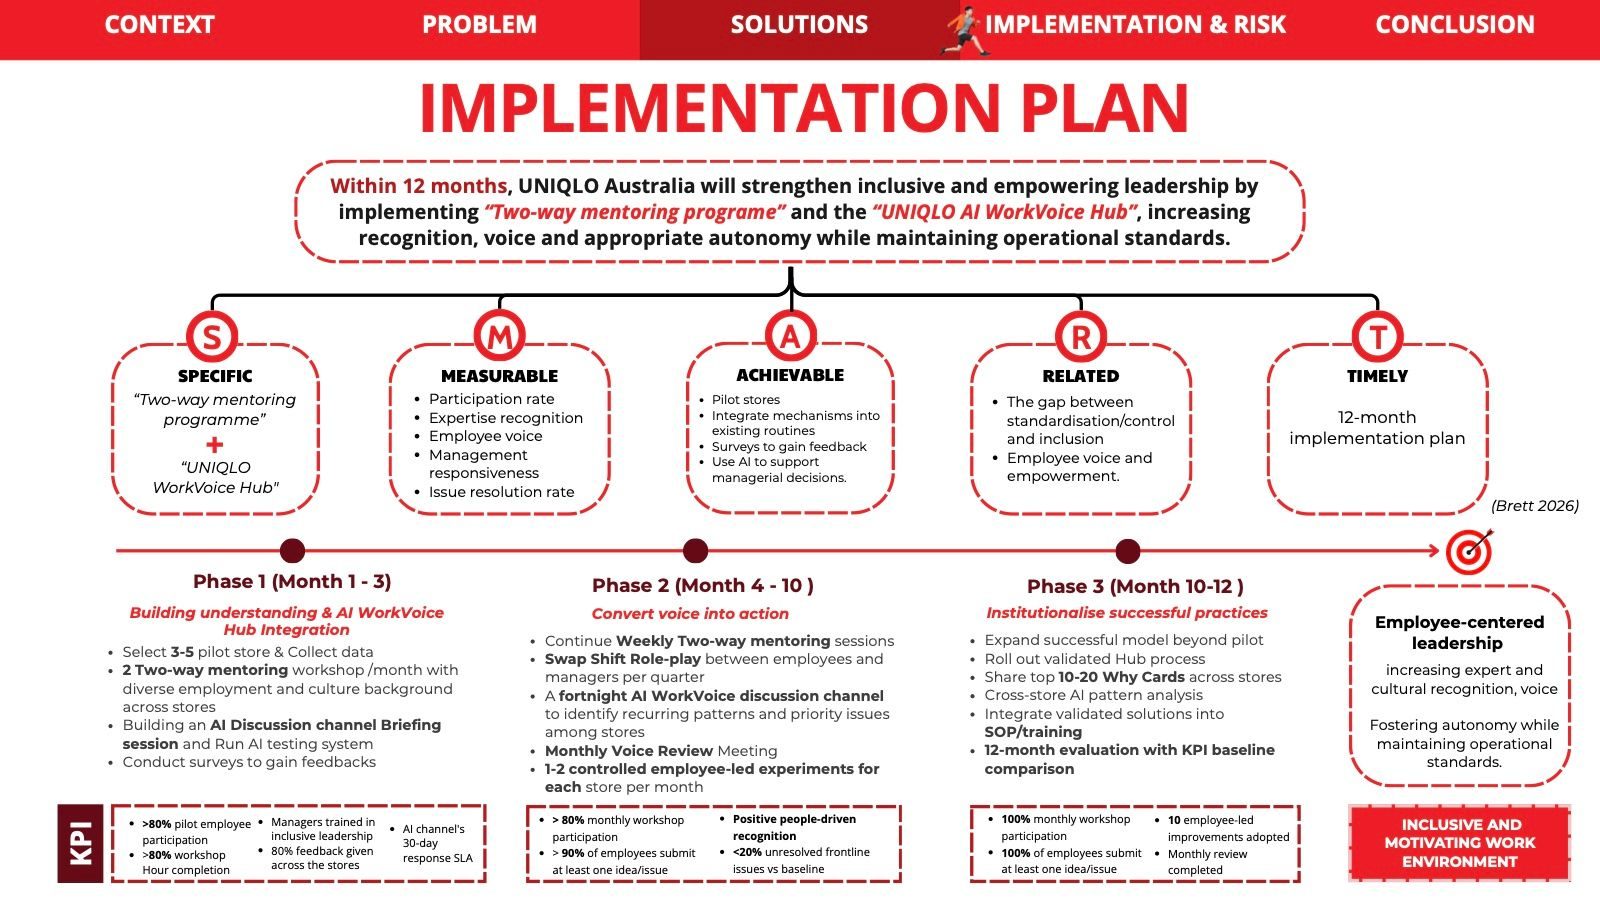 CONTEXT
PROBLEM
SOLUTIONS
IMPLEMENTATION & RISK
CONCLUSION
IMPLEMENTATION PLAN
Within 12 months, UNIQLO Australia will strengthen inclusive and empowering leadership by
implementing “Two-way mentoring programe” and the “UNIQLO AI WorkVoice Hub”, increasing
recognition, voice and appropriate autonomy while maintaining operational standards.
S
SPECIFIC
“Two-way mentoring
programme”
+
“UNIQLO
WorkVoice Hub"
M
MEASURABLE
• Participation rate
• Expertise recognition
• Employee voice
• Management
responsiveness
• Issue resolution rate
A
ACHIEVABLE
• Pilot stores
• Integrate mechanisms into
existing routines
• Surveys to gain feedback
• Use AI to support
managerial decisions.
R
RELATED
• The gap between
standardisation/control
and inclusion
• Employee voice and
empowerment.
T
TIMELY
12-month
implementation plan
(Brett 2026)
Phase 1 (Month 1 - 3)
Building understanding & AI WorkVoice
Hub Integration
• Select 3-5 pilot store & Collect data
• 2 Two-way mentoring workshop /month with
diverse employment and culture background
across stores
• Building an AI Discussion channel Briefing
session and Run AI testing system
• Conduct surveys to gain feedbacks
Phase 2 (Month 4 - 10 )
Convert voice into action
• Continue Weekly Two-way mentoring sessions
• Swap Shift Role-play between employees and
managers per quarter
• A fortnight AI WorkVoice discussion channel
to identify recurring patterns and priority issues
among stores
• Monthly Voice Review Meeting
• 1-2 controlled employee-led experiments for
each store per month
Phase 3 (Month 10-12 )
Institutionalise successful practices
• Expand successful model beyond pilot
• Roll out validated Hub process
• Share top 10-20 Why Cards across stores
• Cross-store AI pattern analysis
• Integrate validated solutions into
SOP/training
• 12-month evaluation with KPI baseline
comparison
Employee-centered
leadership
increasing expert and
cultural recognition, voice
Fostering autonomy while
maintaining operational
standards.
KPI
• >80% pilot employee
participation
• >80% workshop
Hour completion
• Managers trained in
inclusive leadership
• 80% feedback given
across the stores
• AI channel's
30-day
response SLA
• > 80% monthly workshop
participation
• > 90% of employees submit
at least one idea/issue
• Positive people-driven
recognition
• <20% unresolved frontline
issues vs baseline
• 100% monthly workshop
participation
• 100% of employees submit
at least one idea/issue
• 10 employee-led
improvements adopted
• Monthly review
completed
INCLUSIVE AND
MOTIVATING WORK
ENVIRONMENT